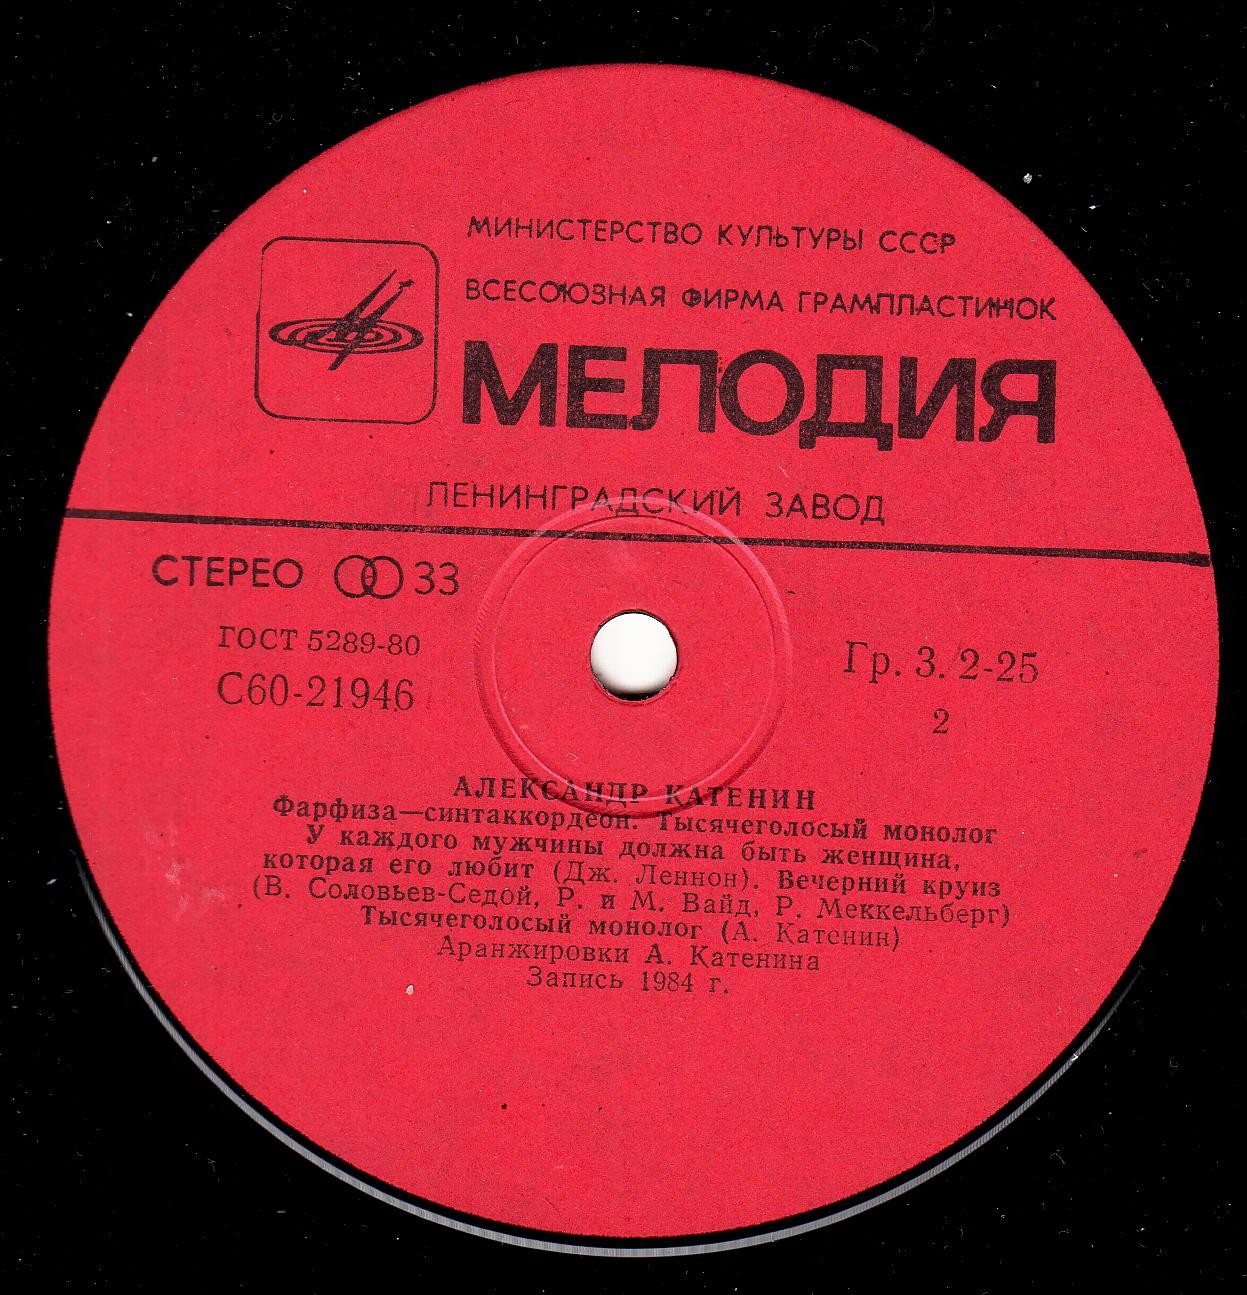 МИНИСТЕРСТВО КУЛЬТУРЫ СССР
ВСЕСОЮЗНАЯ ФИРМА ГРАМПЛАСТИНОК
МЕЛОДИЯ
ЛЕНИНГРАДСКИЙ ЗАВОД
СТЕРЕО 33
ГОСТ 5289-80
С60-21946
Гр. 3. 2-25
2
АЛЕКСАНДР КАТЕНИН
Фарфиза—синтаккордеон. Тысячеголосый монолог
У каждого мужчины должна быть женщина,
которая его любит (Дж. Леннон). Вечерний круиз
(В. Соловьев-Седой, Р. и М. Вайд, Р. Меккельберг)
Тысячеголосый монолог (А. Катенин)
Аранжировки А. Катенина
Запись 1984 г.